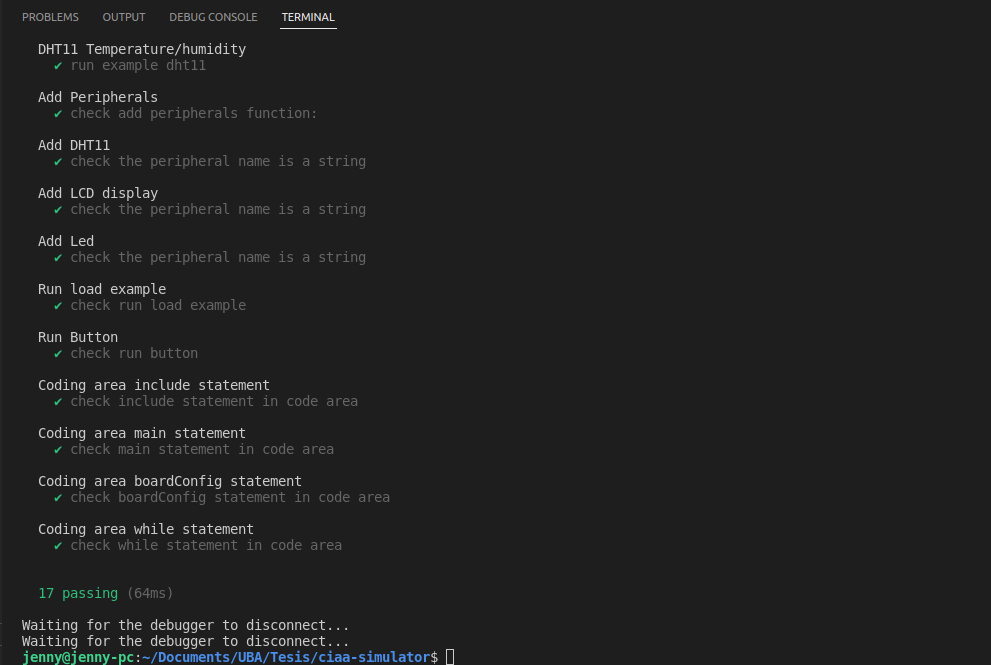 PROBLEMS OUTPUT DEBUG CONSOLE TERMINAL
DHT11 Temperature/humidity
✔ run example dht11
Add Peripherals
✔ check add peripherals function:
Add DHT11
✔ check the peripheral name is a string
Add LCD display
✔ check the peripheral name is a string
Add Led
✔ check the peripheral name is a string
Run load example
✔ check run load example
Run Button
✔ check run button
Coding area include statement
✔ check include statement in code area
Coding area main statement
✔ check main statement in code area
Coding area boardConfig statement
✔ check boardConfig statement in code area
Coding area while statement
✔ check while statement in code area
17 passing (64ms)
Waiting for the debugger to disconnect...
Waiting for the debugger to disconnect...
jenny@jenny-pc:~/Documents/UBA/Tesis/ciaa-simulator$